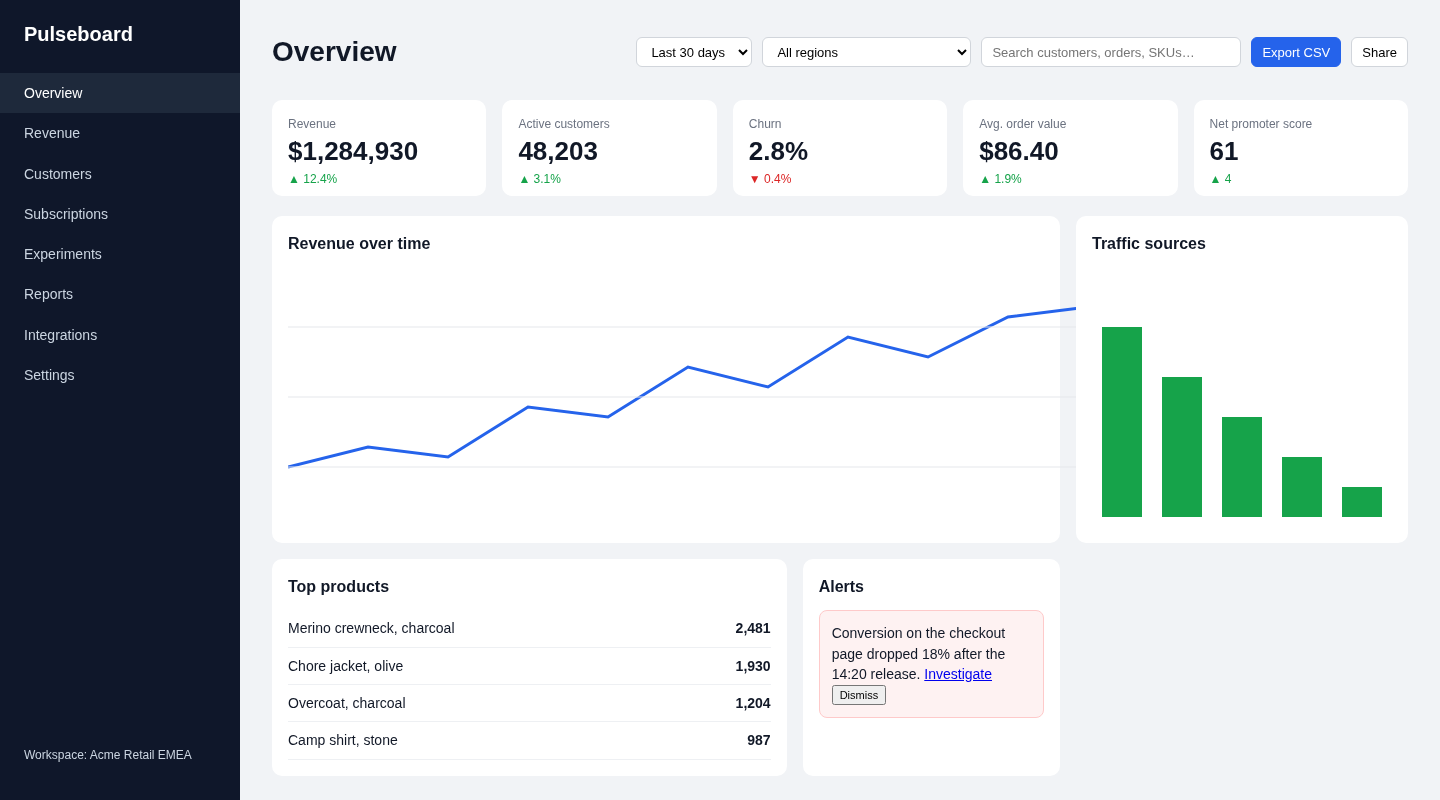 Pulseboard
Overview
Revenue
Customers
Subscriptions
Experiments
Reports
Integrations
Settings
Workspace: Acme Retail EMEA
Overview
Last 30 days
All regions
Search customers, orders, SKUs…
Export CSV
Share
Revenue
$1,284,930
▲ 12.4%
Active customers
48,203
▲ 3.1%
Churn
2.8%
▼ 0.4%
Avg. order value
$86.40
▲ 1.9%
Net promoter score
61
▲ 4
Revenue over time
Traffic sources
Top products
Merino crewneck, charcoal 2,481
Chore jacket, olive 1,930
Overcoat, charcoal 1,204
Camp shirt, stone 987
Alerts
Conversion on the checkout
page dropped 18% after the
14:20 release. Investigate
Dismiss